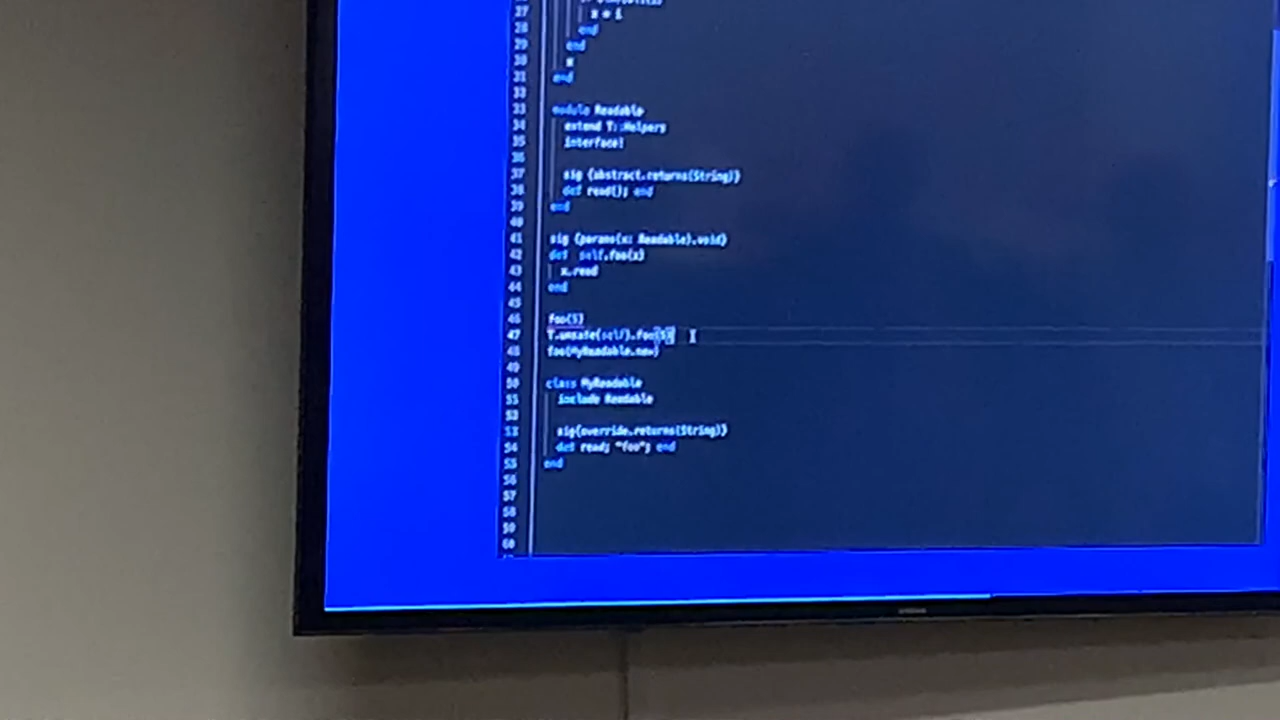 27 x + i
28 end
29 end
30 x
31 end
32
33 module Readable
34 extend T::Helpers
35 interface!
36
37 sig {abstract.returns(String)}
38 def read(); end
39 end
40
41 sig {params(x: Readable).void}
42 def self.foo(x)
43 x.read
44 end
45
46 foo(5)
47 T.unsafe(self).foo(5)
48 foo(MyReadable.new)
49
50 class MyReadable
51 include Readable
52
53 sig{override.returns(String)}
54 def read; "foo"; end
55 end
56
57
58
59
60